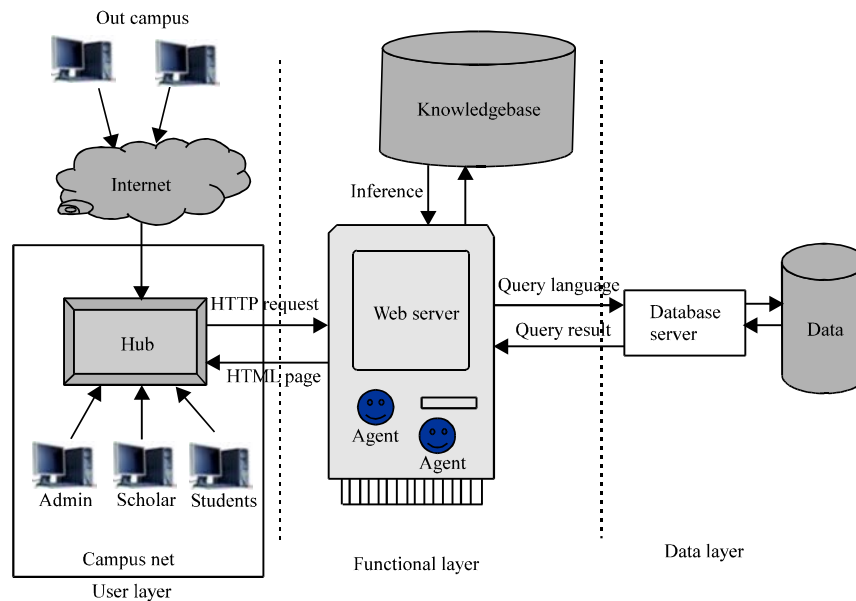 Out campus
Internet
Hub
Admin
Scholar
Students
Campus net
User layer
HTTP request
HTML page
Knowledgebase
Inference
Web server
Agent
Agent
Functional layer
Query language
Query result
Database
server
Data
Data layer